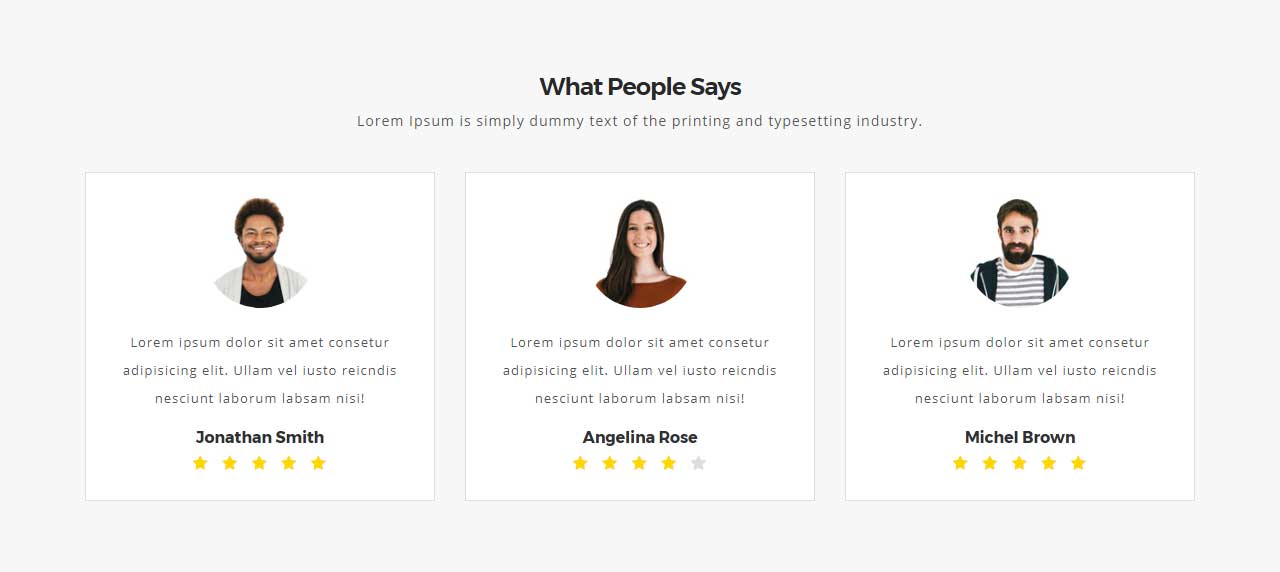 What People Says
Lorem Ipsum is simply dummy text of the printing and typesetting industry.
Lorem ipsum dolor sit amet consetur
adipisicing elit. Ullam vel iusto reicndis
nesciunt laborum labsam nisi!
Jonathan Smith
Lorem ipsum dolor sit amet consetur
adipisicing elit. Ullam vel iusto reicndis
nesciunt laborum labsam nisi!
Angelina Rose
Lorem ipsum dolor sit amet consetur
adipisicing elit. Ullam vel iusto reicndis
nesciunt laborum labsam nisi!
Michel Brown